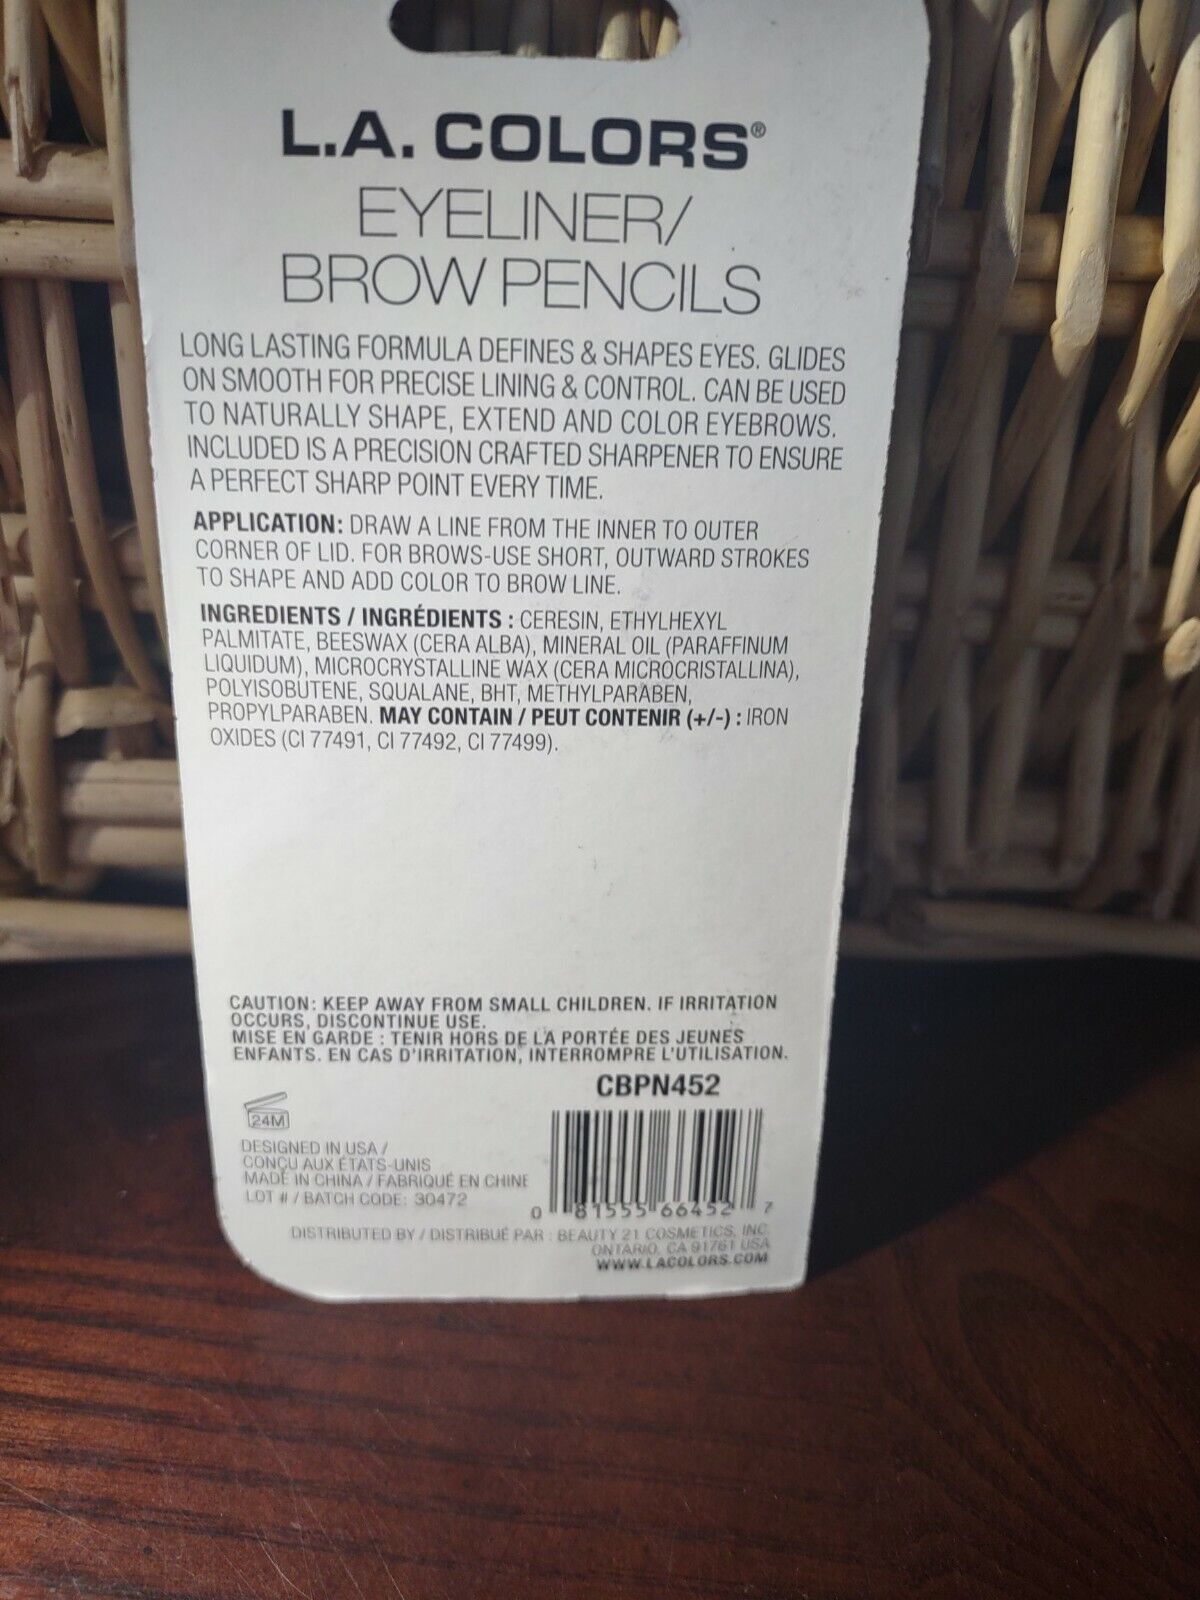 L.A. COLORS®
EYELINER/
BROW PENCILS
LONG LASTING FORMULA DEFINES & SHAPES EYES. GLIDES
ON SMOOTH FOR PRECISE LINING & CONTROL. CAN BE USED
TO NATURALLY SHAPE, EXTEND AND COLOR EYEBROWS.
INCLUDED IS A PRECISION CRAFTED SHARPENER TO ENSURE
A PERFECT SHARP POINT EVERY TIME.
APPLICATION: DRAW A LINE FROM THE INNER TO OUTER
CORNER OF LID. FOR BROWS-USE SHORT, OUTWARD STROKES
TO SHAPE AND ADD COLOR TO BROW LINE.
INGREDIENTS / INGRÉDIENTS : CERESIN, ETHYLHEXYL
PALMITATE, BEESWAX (CERA ALBA), MINERAL OIL (PARAFFINUM
LIQUIDUM), MICROCRYSTALLINE WAX (CERA MICROCRISTALLINA),
POLYISOBUTENE, SQUALANE, BHT, METHYLPARABEN,
PROPYLPARABEN. MAY CONTAIN / PEUT CONTENIR (+/-) : IRON
OXIDES (CI 77491, CI 77492, CI 77499).
CAUTION: KEEP AWAY FROM SMALL CHILDREN. IF IRRITATION
OCCURS, DISCONTINUE USE.
MISE EN GARDE : TENIR HORS DE LA PORTÉE DES JEUNES
ENFANTS. EN CAS D'IRRITATION, INTERROMPRE L'UTILISATION.
CBPN452
24M
DESIGNED IN USA /
CONÇU AUX ÉTATS-UNIS
MADE IN CHINA / FABRIQUÉ EN CHINE
LOT # / BATCH CODE: 30472
0 81555 66452 7
DISTRIBUTED BY / DISTRIBUÉ PAR : BEAUTY 21 COSMETICS, INC.
ONTARIO, CA 91761 USA
WWW.LACOLORS.COM